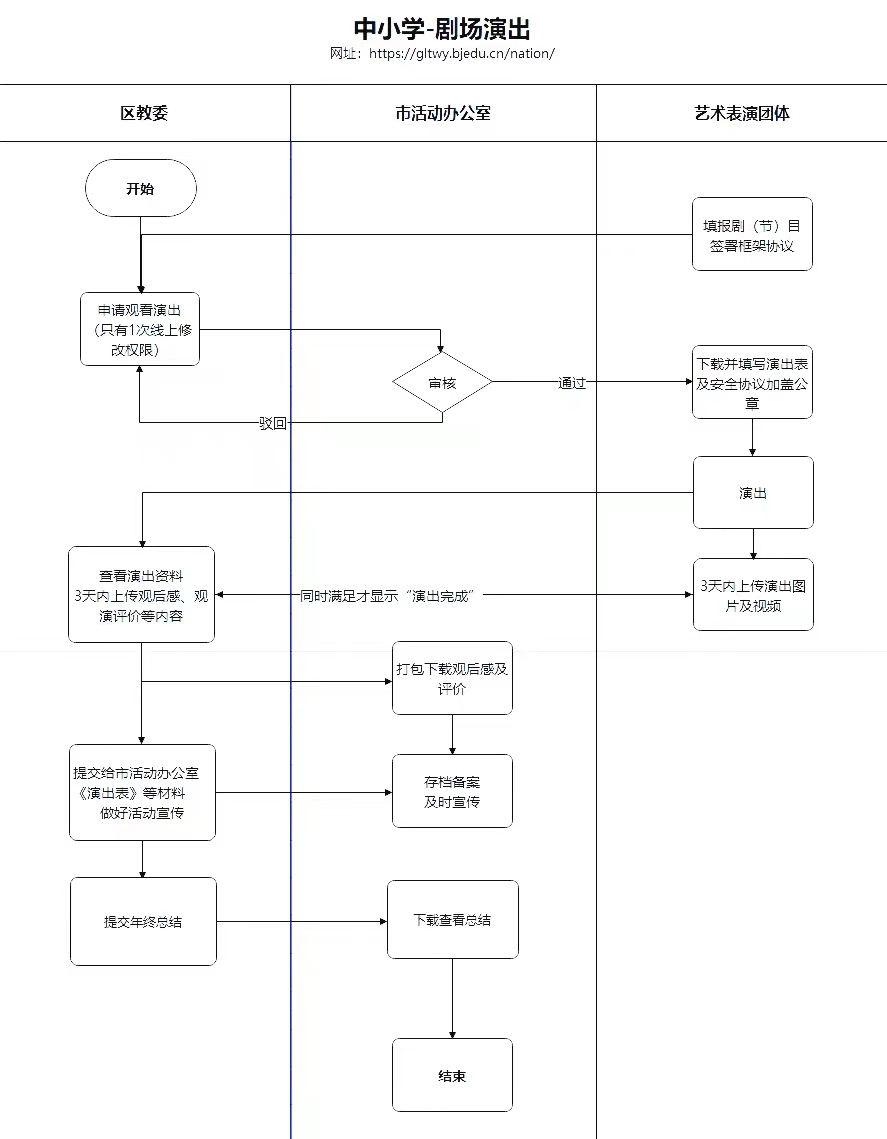 中小学-剧场演出
网址：https://gltwy.bjedu.cn/nation/
区教委
市活动办公室
艺术表演团体
开始
填报剧（节）目
签署框架协议
申请观看演出
（只有1次线上修
改权限）
审核
通过
下载并填写演出表
及安全协议加盖公
章
驳回
演出
查看演出资料
3天内上传观后感、观
演评价等内容
同时满足才显示“演出完成”
3天内上传演出图
片及视频
打包下载观后感及
评价
提交给市活动办公室
《演出表》等材料
做好活动宣传
存档备案
及时宣传
提交年终总结
下载查看总结
结束